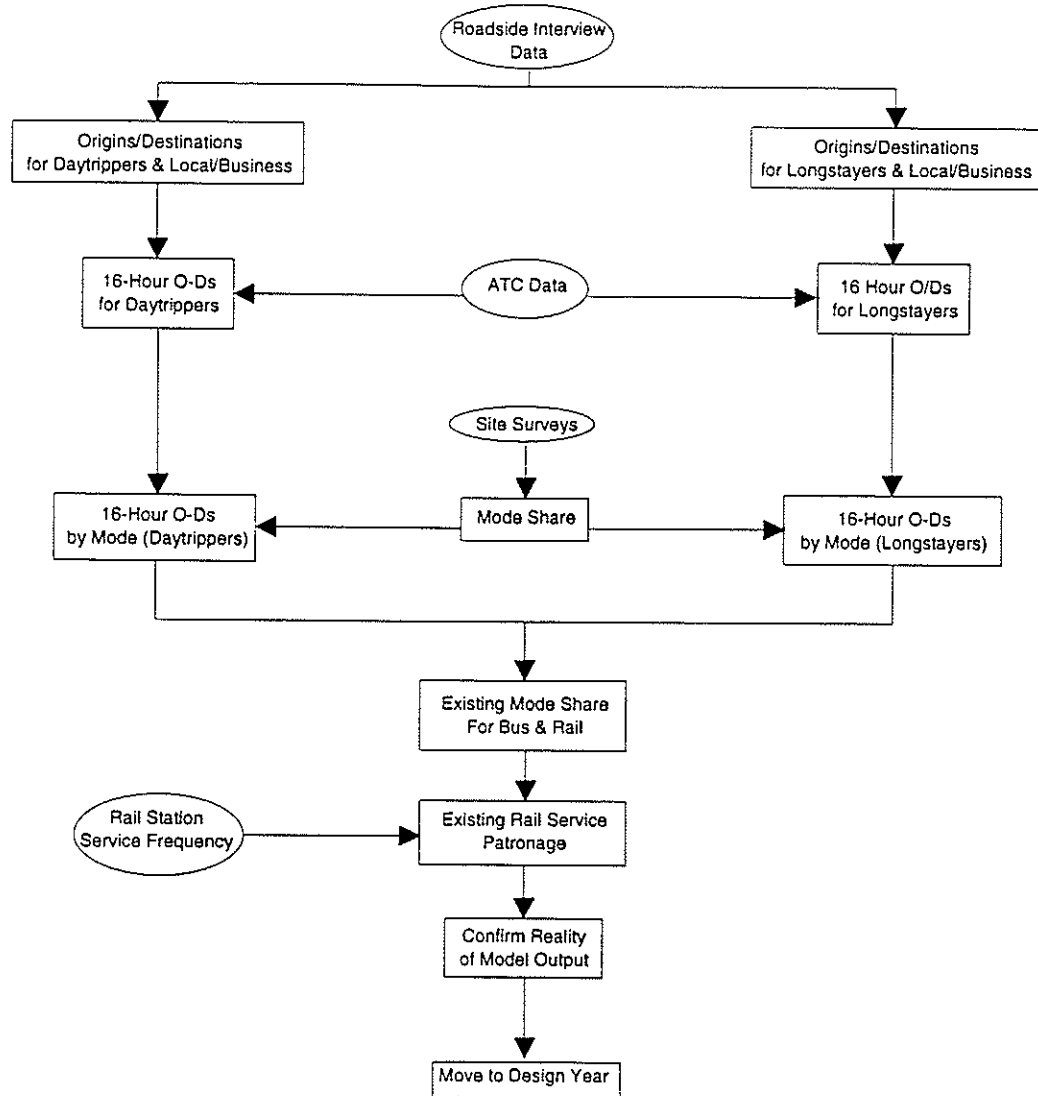 Roadside Interview
Data
Origins/Destinations
for Daytrippers & Local/Business
Origins/Destinations
for Longstayers & Local/Business
16-Hour O-Ds
for Daytrippers
ATC Data
16 Hour O/Ds
for Longstayers
Site Surveys
16-Hour O-Ds
by Mode (Daytrippers)
Mode Share
16-Hour O-Ds
by Mode (Longstayers)
Existing Mode Share
For Bus & Rail
Rail Station
Service Frequency
Existing Rail Service
Patronage
Confirm Reality
of Model Output
Move to Design Year